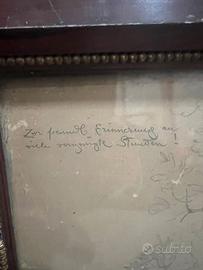 Zur freundl. Erinnerung an
viele vergnügte Stunden!
subito